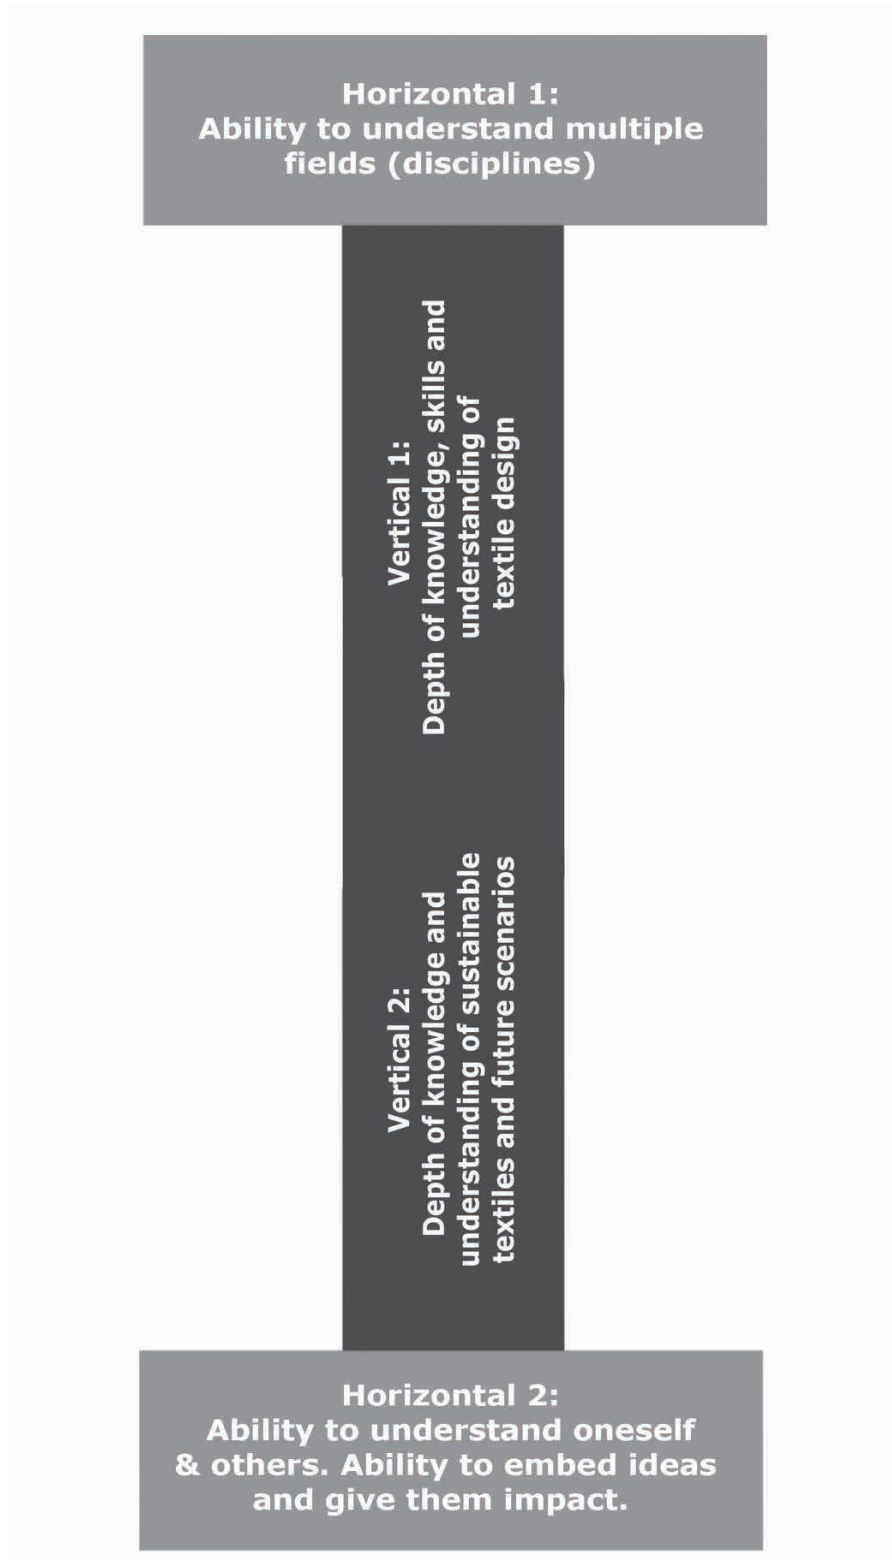 Horizontal 1:
Ability to understand multiple
fields (disciplines)
Vertical 1:
Depth of knowledge, skills and
understanding of
textile design
Vertical 2:
Depth of knowledge and
understanding of sustainable
textiles and future scenarios
Horizontal 2:
Ability to understand oneself
& others. Ability to embed ideas
and give them impact.